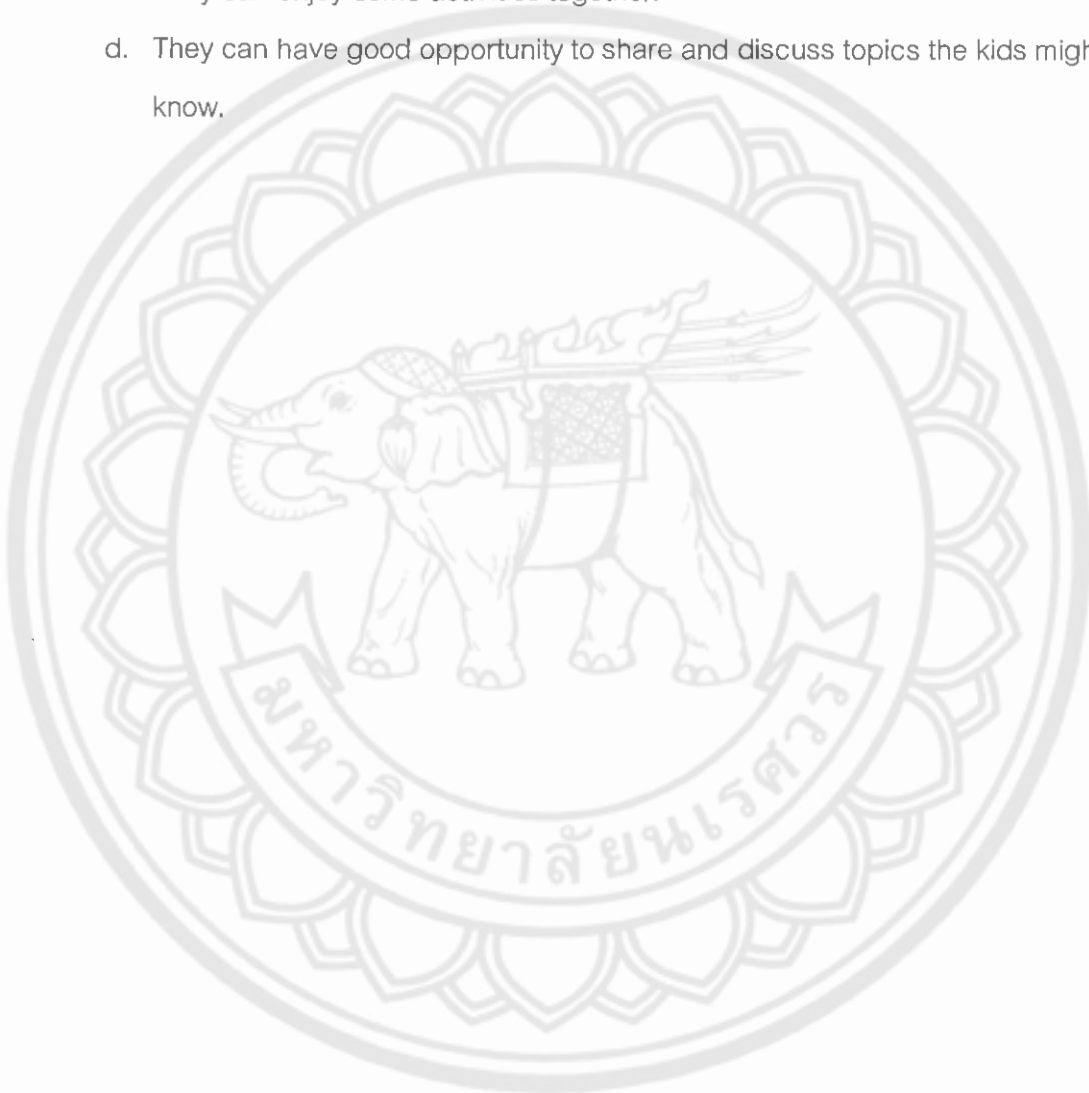 d. They can have good opportunity to share and discuss topics the kids
know.
มหาวิทยาลัยนเรศวร